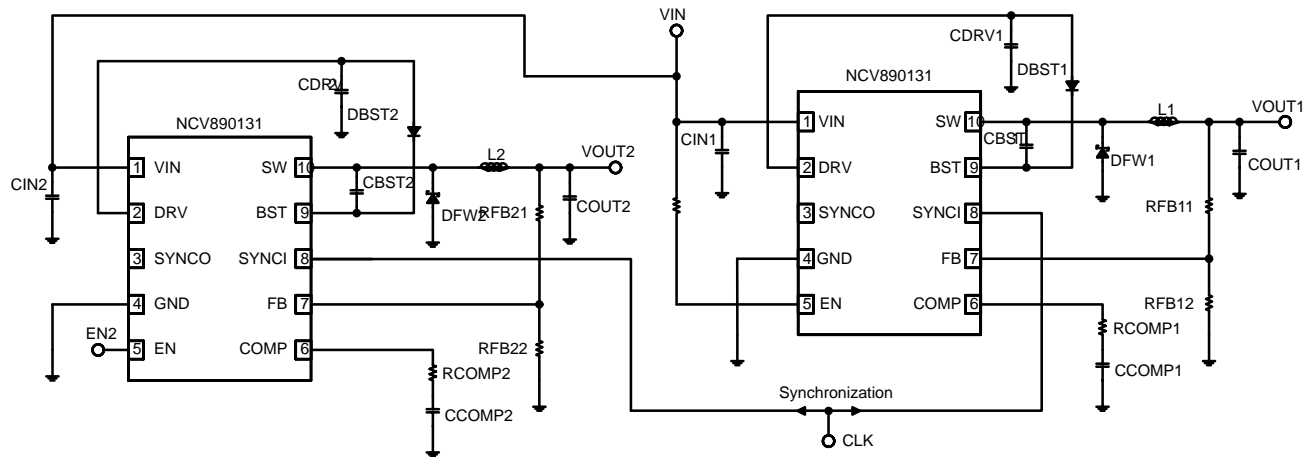 VIN
CDRV1
DBST1
NCV890131
1 VIN
2 DRV
3 SYNCO
4 GND
5 EN
SW 10
BST 9
SYNCI 8
FB 7
COMP 6
CIN1
CBST1
L1
VOUT1
DFW1
COUT1
RFB11
RFB12
RCOMP1
CCOMP1
CDRV2
DBST2
NCV890131
1 VIN
2 DRV
3 SYNCO
4 GND
5 EN
SW 10
BST 9
SYNCI 8
FB 7
COMP 6
CIN2
EN2
CBST2
L2
VOUT2
DFW2
RFB21
COUT2
RFB22
RCOMP2
CCOMP2
Synchronization
CLK